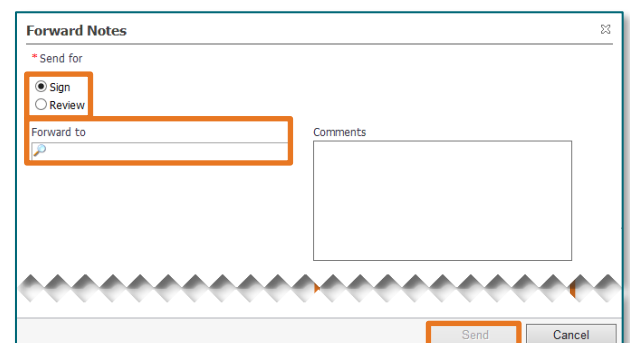 Forward Notes
* Send for
Sign
Review
Forward to
Comments
Send
Cancel